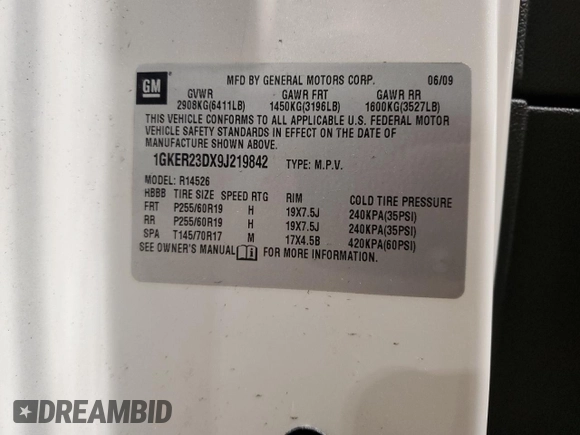 GM
MFD BY GENERAL MOTORS CORP. 06/09
GVWR GAWR FRT GAWR RR
2908KG(6411LB) 1450KG(3196LB) 1600KG(3527LB)
THIS VEHICLE CONFORMS TO ALL APPLICABLE U.S. FEDERAL MOTOR
VEHICLE SAFETY STANDARDS IN EFFECT ON THE DATE OF
MANUFACTURE SHOWN ABOVE.
1GKER23DX9J219842 TYPE: M.P.V.
MODEL: R14526
HBBB TIRE SIZE SPEED RTG RIM COLD TIRE PRESSURE
FRT P255/60R19 H 19X7.5J 240KPA(35PSI)
RR P255/60R19 H 19X7.5J 240KPA(35PSI)
SPA T145/70R17 M 17X4.5B 420KPA(60PSI)
SEE OWNER'S MANUAL FOR MORE INFORMATION.
DREAMBID